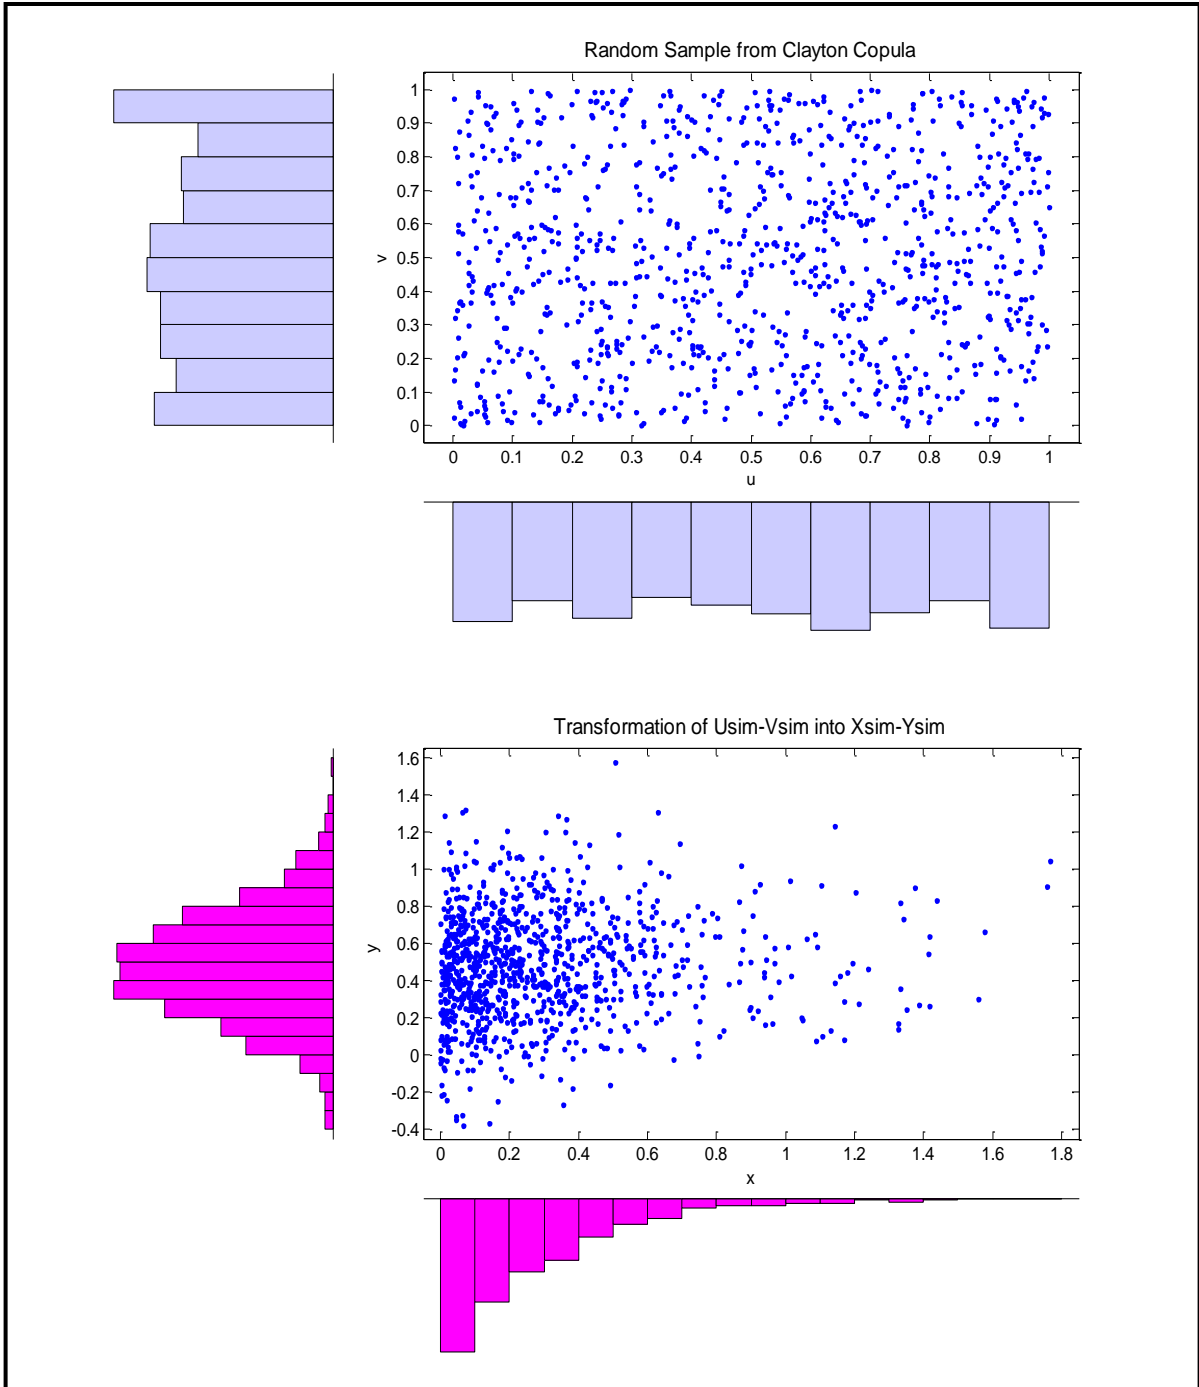 Random Sample from Clayton Copula
1
0.9
0.8
0.7
0.6
0.5
0.4
0.3
0.2
0.1
0
v
0 0.1 0.2 0.3 0.4 0.5 0.6 0.7 0.8 0.9 1
u
Transformation of Usim-Vsim into Xsim-Ysim
1.6
1.4
1.2
1
0.8
0.6
0.4
0.2
0
-0.2
-0.4
y
0 0.2 0.4 0.6 0.8 1 1.2 1.4 1.6 1.8
x